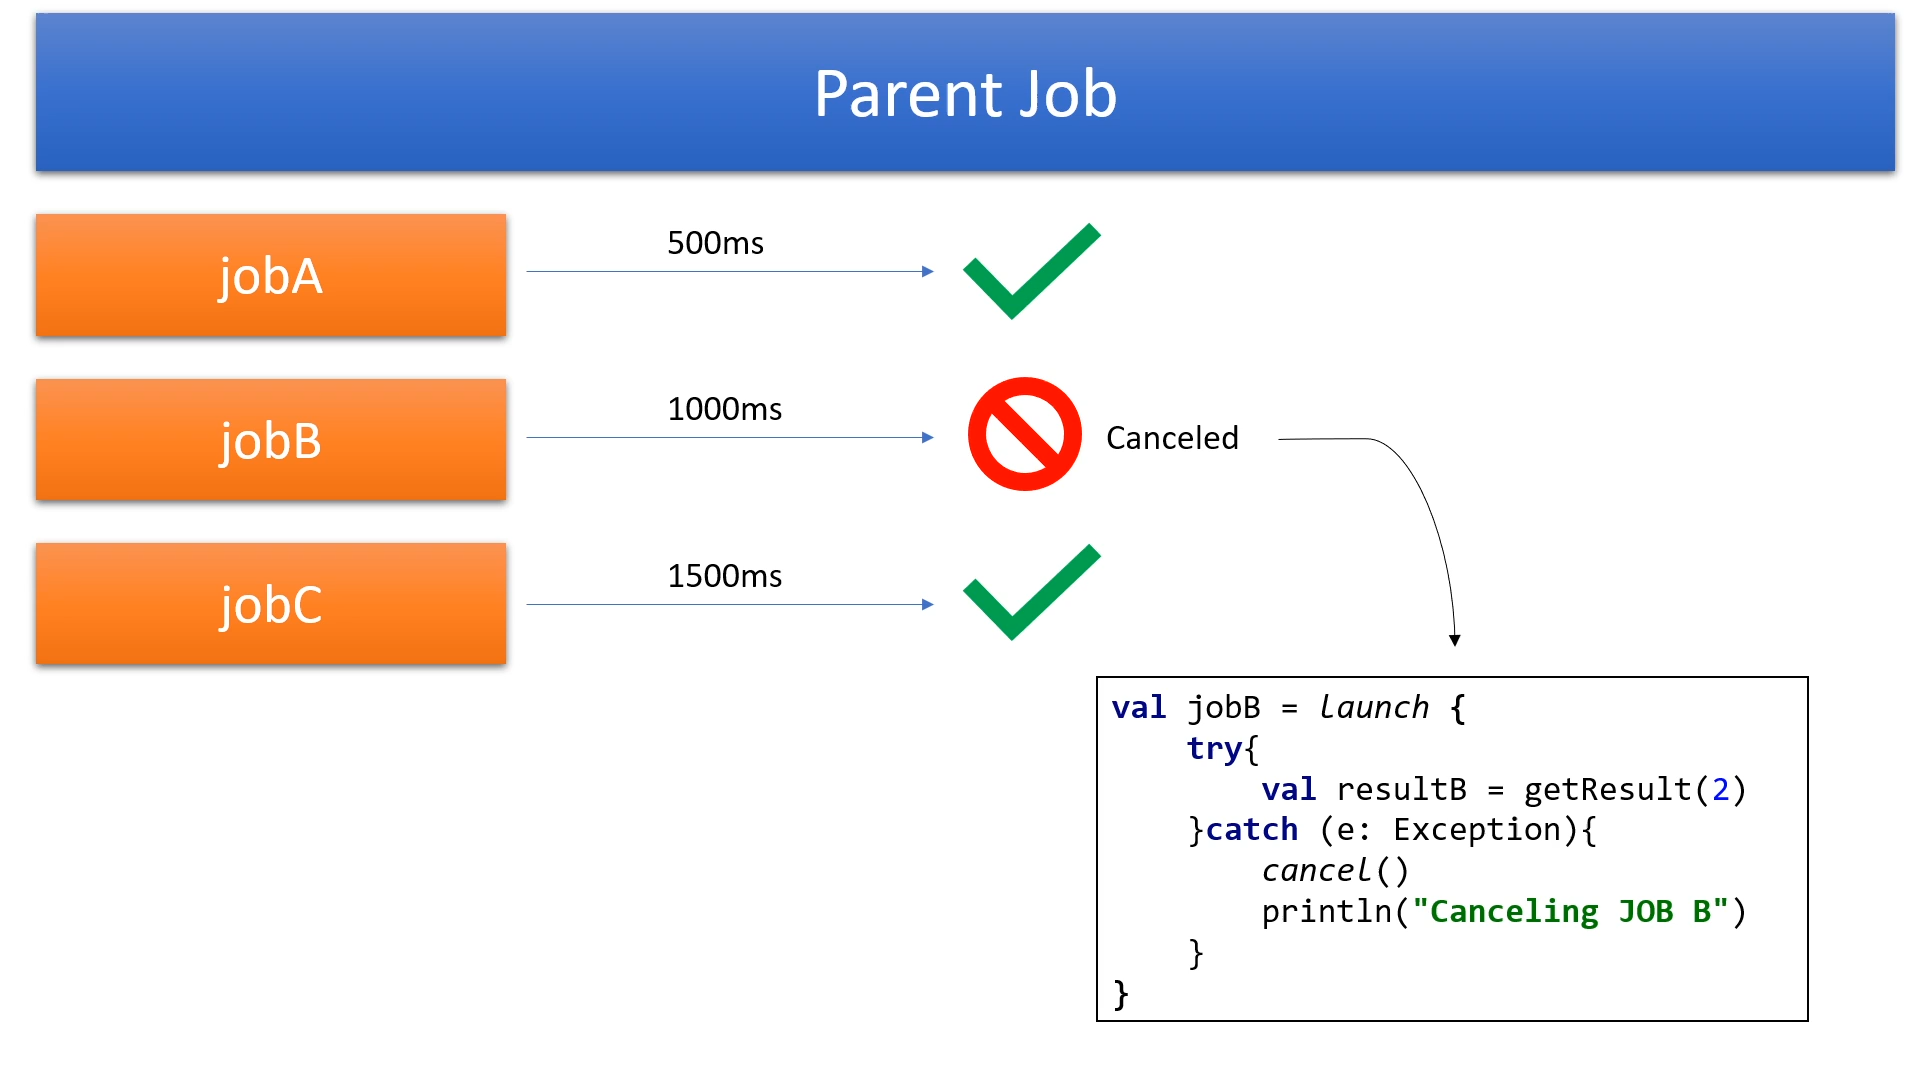 Parent Job
jobA
500ms
jobB
1000ms
Canceled
jobC
1500ms
val jobB = launch {
    try{
        val resultB = getResult(2)
    }catch (e: Exception){
        cancel()
        println("Canceling JOB B")
    }
}